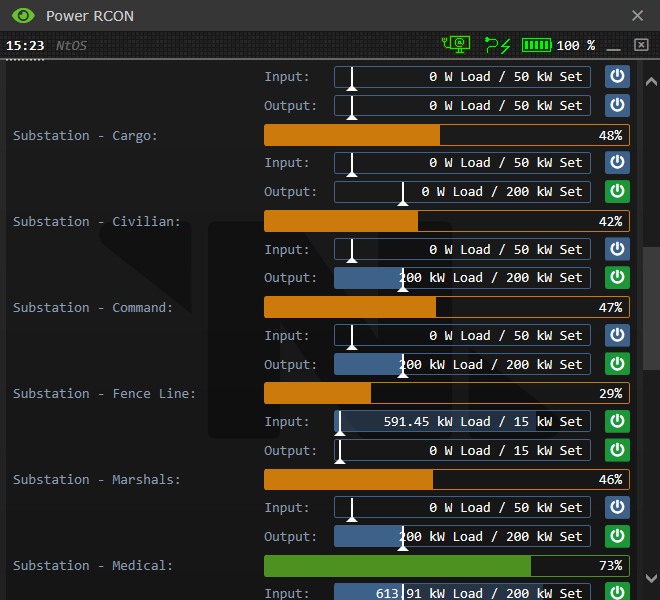 Power RCON
15:23 NtOS 100 %
Input: 0 W Load / 50 kW Set
Output: 0 W Load / 50 kW Set
Substation - Cargo: 48%
Input: 0 W Load / 50 kW Set
Output: 0 W Load / 200 kW Set
Substation - Civilian: 42%
Input: 0 W Load / 50 kW Set
Output: 200 kW Load / 200 kW Set
Substation - Command: 47%
Input: 0 W Load / 50 kW Set
Output: 200 kW Load / 200 kW Set
Substation - Fence Line: 29%
Input: 591.45 kW Load / 15 kW Set
Output: 0 W Load / 15 kW Set
Substation - Marshals: 46%
Input: 0 W Load / 50 kW Set
Output: 200 kW Load / 200 kW Set
Substation - Medical: 73%
Input: 613.91 kW Load / 200 kW Set